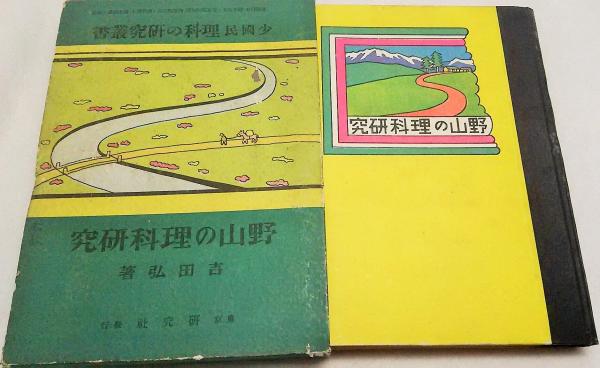 書叢究研の科理 民國少
究研科理の山野
著 弘田吉
行發 社究研 京東
究研科理の山野